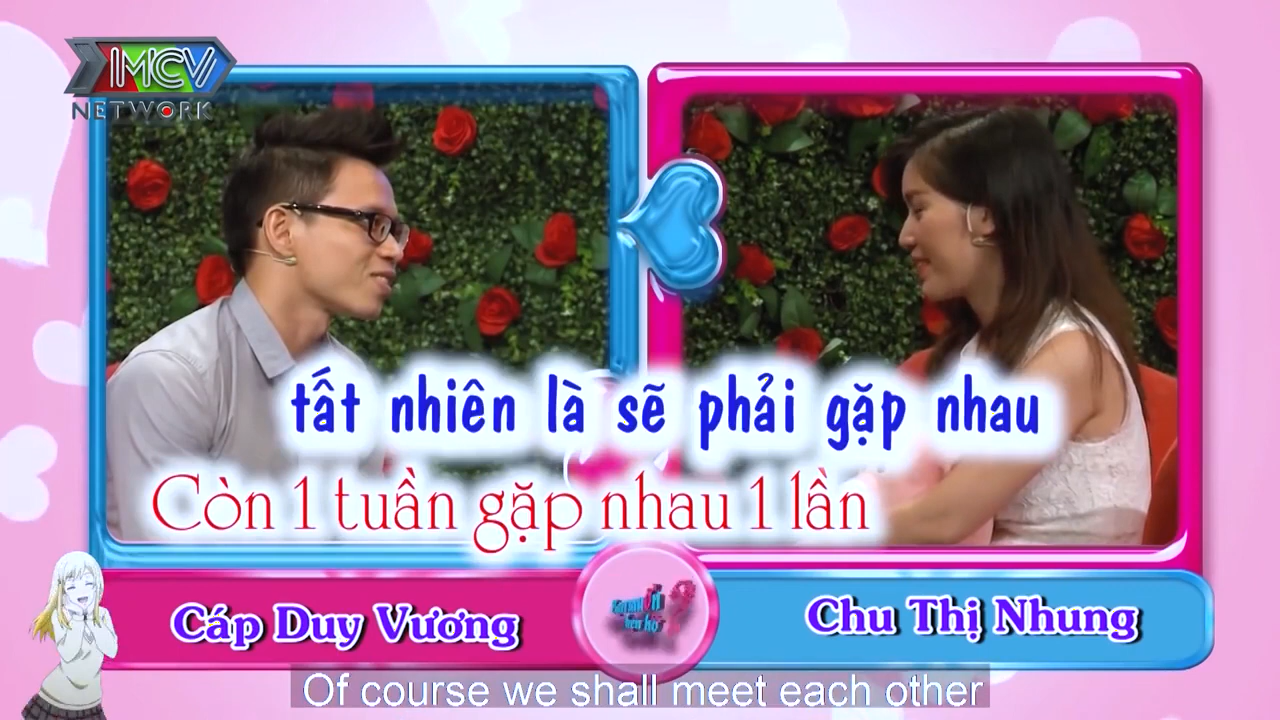 MCV
NETWORK
tất nhiên là sẽ phải gặp nhau
Còn 1 tuần gặp nhau 1 lần
Cáp Duy Vương
Chu Thị Nhung
Of course we shall meet each other